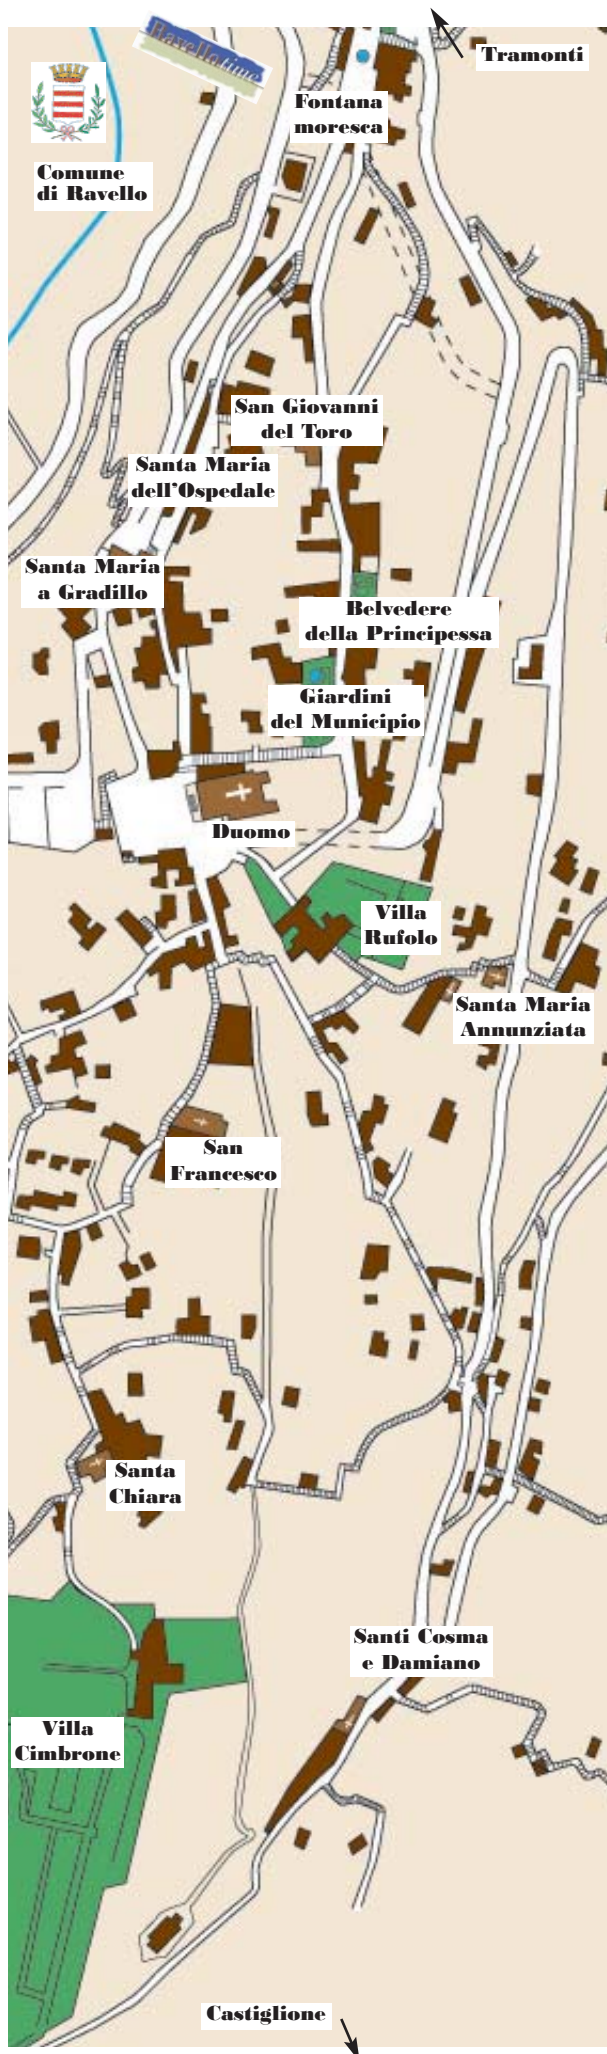 Ravellotime
Tramonti
Fontana
moresca
Comune
di Ravello
San Giovanni
del Toro
Santa Maria
dell'Ospedale
Santa Maria
a Gradillo
Belvedere
della Principessa
Giardini
del Municipio
Duomo
Villa
Rufolo
Santa Maria
Annunziata
San
Francesco
Santa
Chiara
Santi Cosma
e Damiano
Villa
Cimbrone
Castiglione